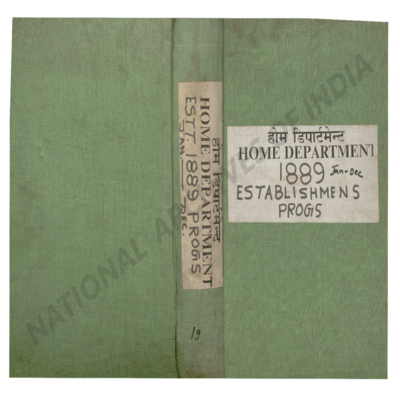 होम डिपार्टमेन्ट
HOME DEPARTMENT
ESTT. 1889 PROGS
JAN — DEC.
19
होम डिपार्टमेन्ट
HOME DEPARTMENT
1889 Jan-Dec
ESTABLISHMENS
PROGS
NATIONAL ARCHIVES OF INDIA